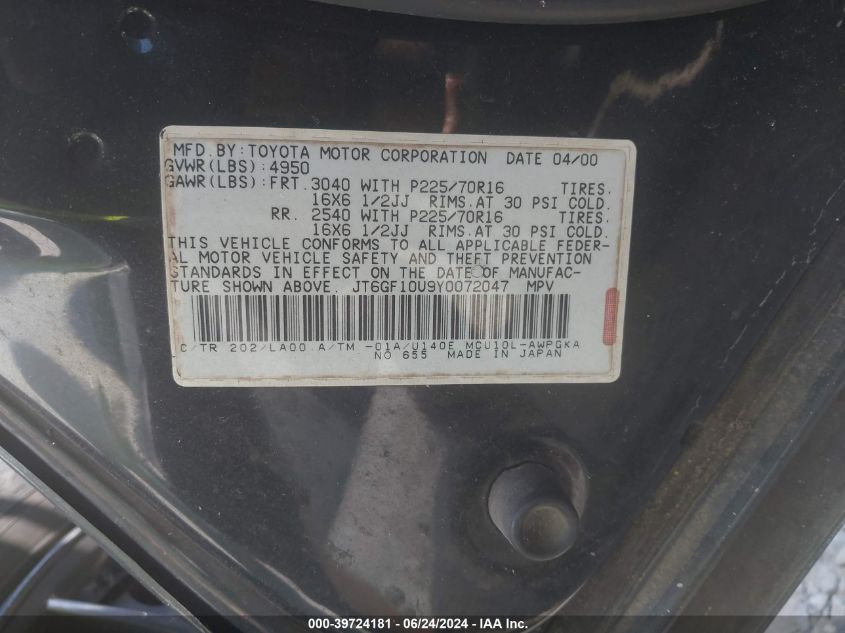 MFD.BY:TOYOTA MOTOR CORPORATION DATE 04/00
GVWR(LBS):4950
GAWR(LBS):FRT.3040 WITH P225/70R16 TIRES.
16X6 1/2JJ RIMS.AT 30 PSI COLD.
RR. 2540 WITH P225/70R16 TIRES.
16X6 1/2JJ RIMS.AT 30 PSI COLD.
THIS VEHICLE CONFORMS TO ALL APPLICABLE FEDER-
AL MOTOR VEHICLE SAFETY AND THEFT PREVENTION
STANDARDS IN EFFECT ON THE DATE OF MANUFAC-
TURE SHOWN ABOVE. JT6GF10U9Y0072047 MPV
C/TR 202/LA00 A/TM -01A/U140E MCU10L-AWPGKA
NO 655 MADE IN JAPAN
000-39724181 - 06/24/2024 - IAAI.com